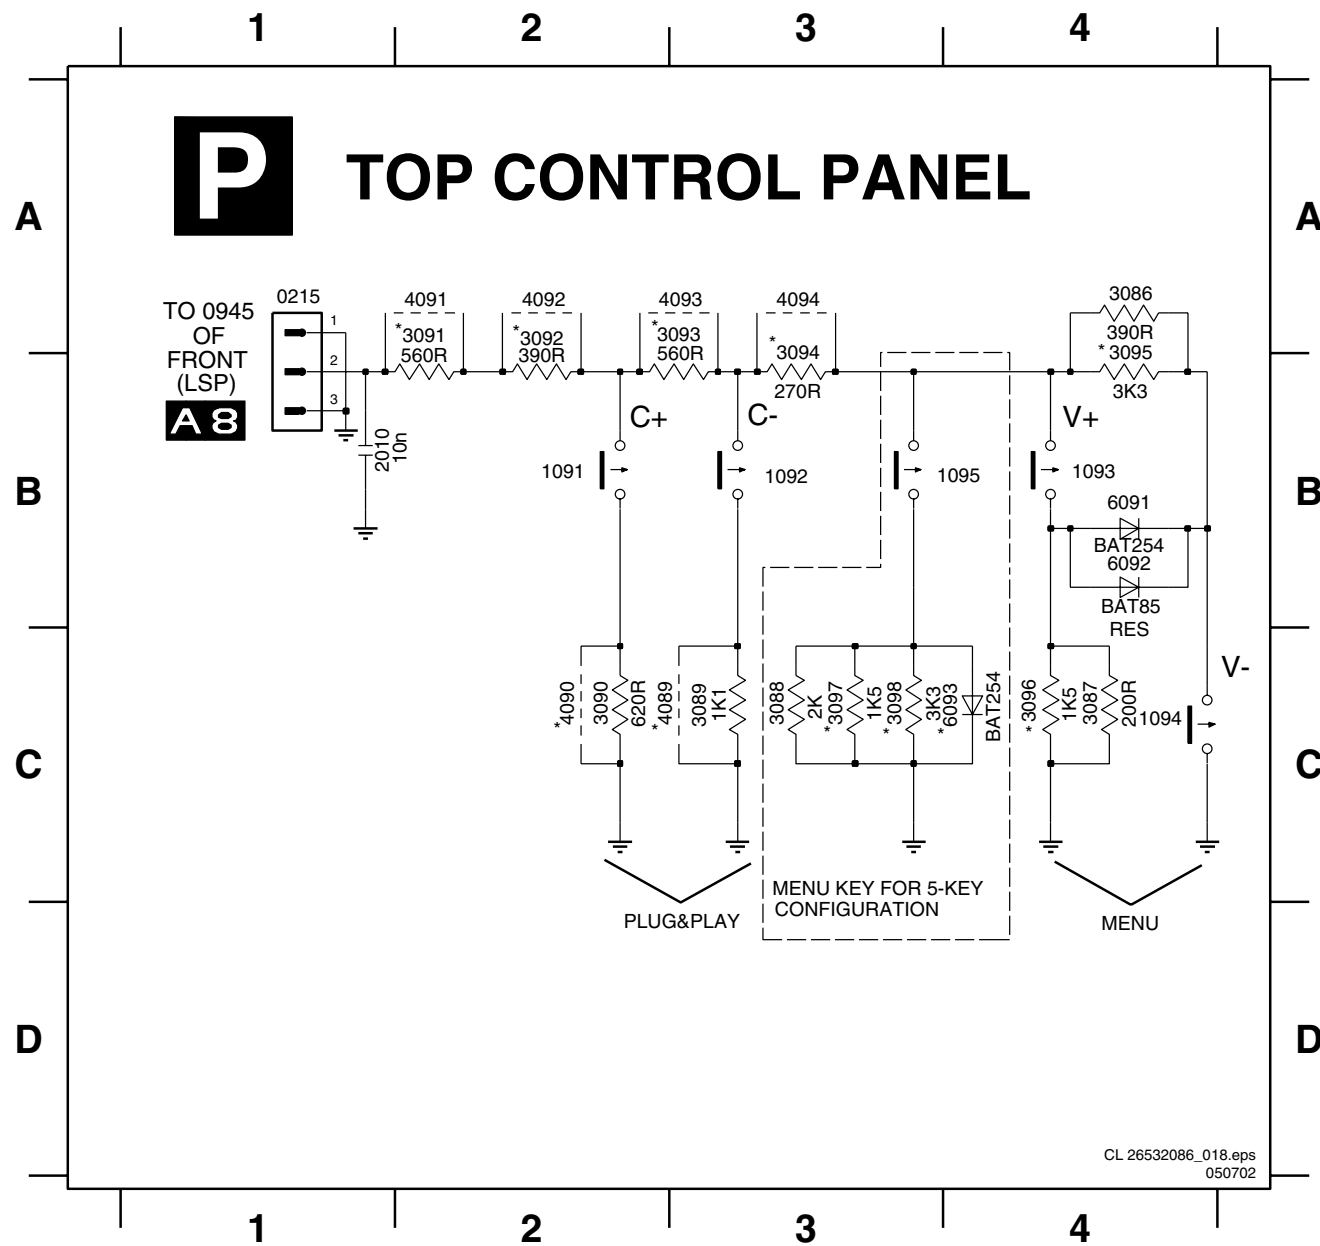 1 2 3 4
P TOP CONTROL PANEL
A A
0215 4091 4092 4093 4094 3086
TO 0945
OF
FRONT
(LSP)
A 8
1
2
3
*3091
560R
*3092
390R
*3093
560R
*3094
270R
390R
*3095
3K3
C+ C- V+
2010
10n
1091 1092 1095 1093
B B
6091
BAT254
6092
BAT85
RES
V-
*4090
3090
620R
*4089
3089
1K1
3088
2K
*3097
1K5
*3098
3K3
*6093
BAT254
*3096
1K5
3087
200R
1094
C C
MENU KEY FOR 5-KEY
CONFIGURATION
PLUG&PLAY MENU
D D
CL 26532086_018.eps
050702
1 2 3 4